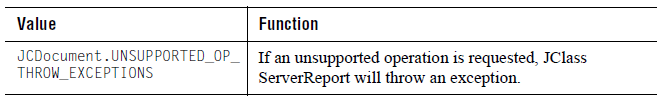 Value Function
JCDocument.UNSUPPORTED_OP_ If an unsupported operation is requested, JClass
THROW_EXCEPTIONS ServerReport will throw an exception.